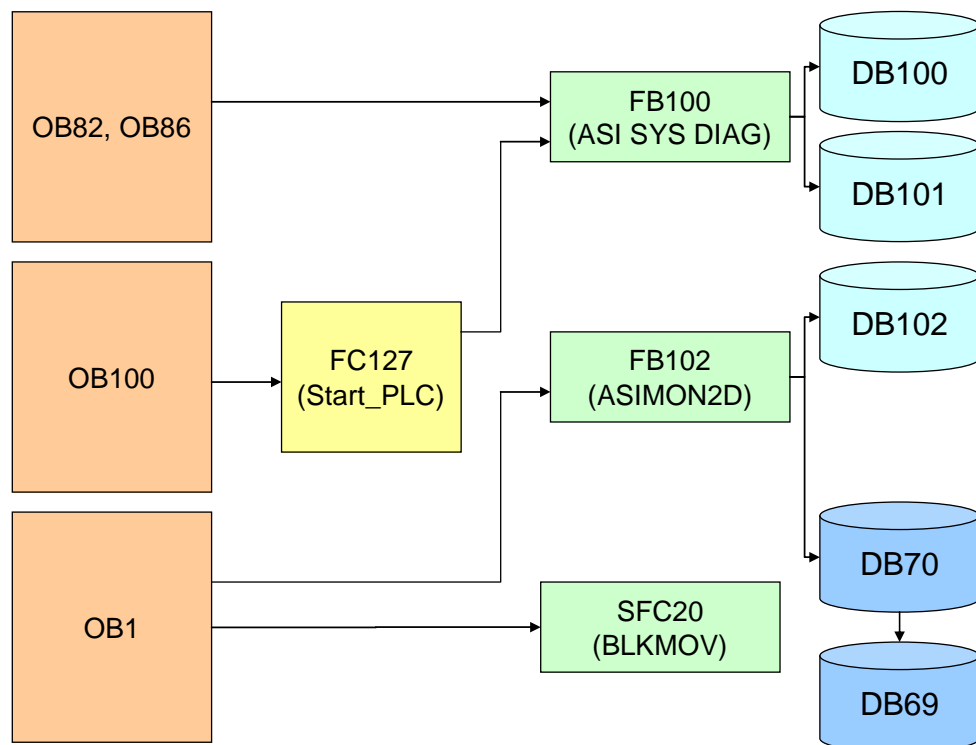 OB82, OB86
FB100
(ASI SYS DIAG)
DB100
DB101
OB100
FC127
(Start_PLC)
FB102
(ASIMON2D)
DB102
OB1
SFC20
(BLKMOV)
DB70
DB69